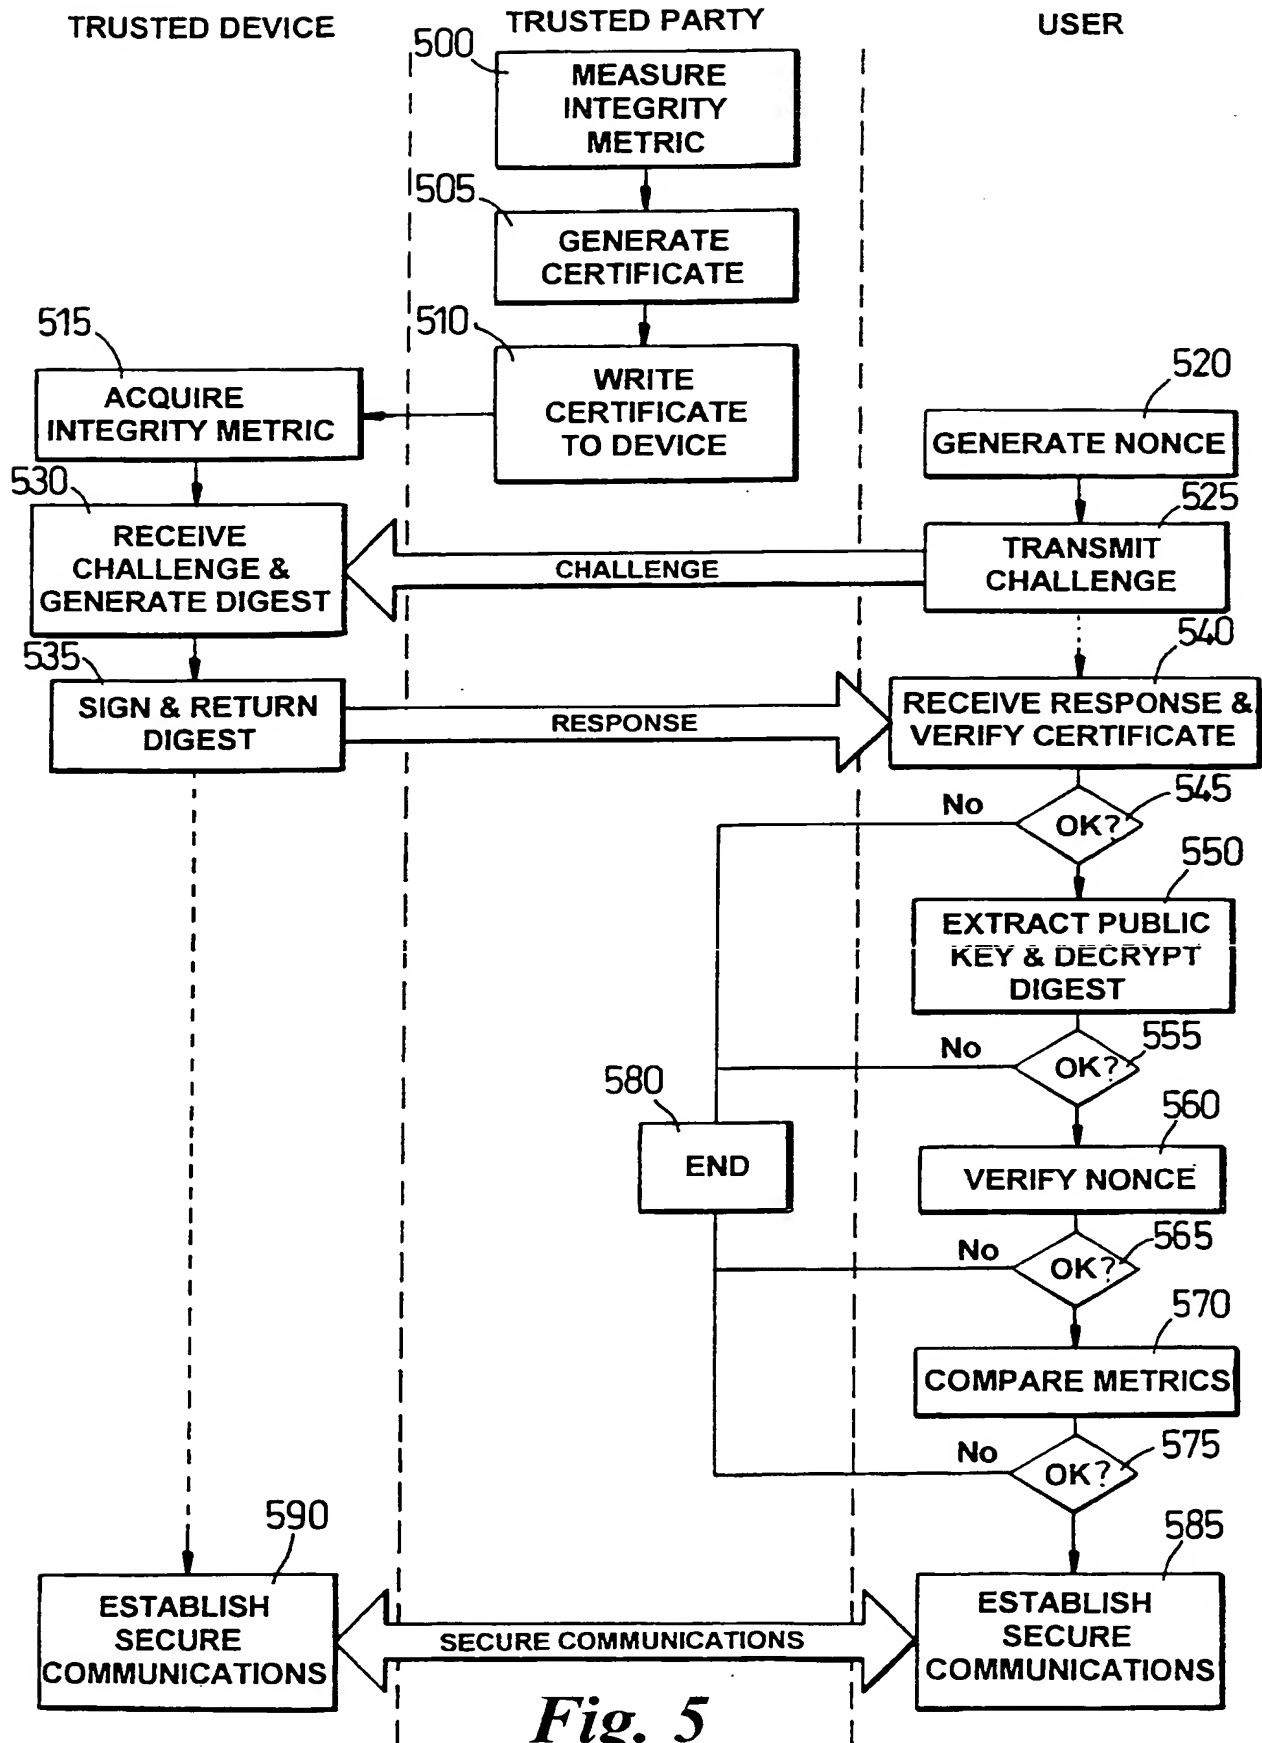 TRUSTED DEVICE
TRUSTED PARTY
USER
500
MEASURE
INTEGRITY
METRIC
505
GENERATE
CERTIFICATE
510
WRITE
CERTIFICATE
TO DEVICE
515
ACQUIRE
INTEGRITY METRIC
520
GENERATE NONCE
525
TRANSMIT
CHALLENGE
530
RECEIVE
CHALLENGE &
GENERATE DIGEST
CHALLENGE
535
SIGN & RETURN
DIGEST
RESPONSE
540
RECEIVE RESPONSE &
VERIFY CERTIFICATE
545
No
OK?
550
EXTRACT PUBLIC
KEY & DECRYPT
DIGEST
555
No
OK?
560
VERIFY NONCE
580
END
565
No
OK?
570
COMPARE METRICS
575
No
OK?
590
ESTABLISH
SECURE
COMMUNICATIONS
SECURE COMMUNICATIONS
585
ESTABLISH
SECURE
COMMUNICATIONS
Fig. 5